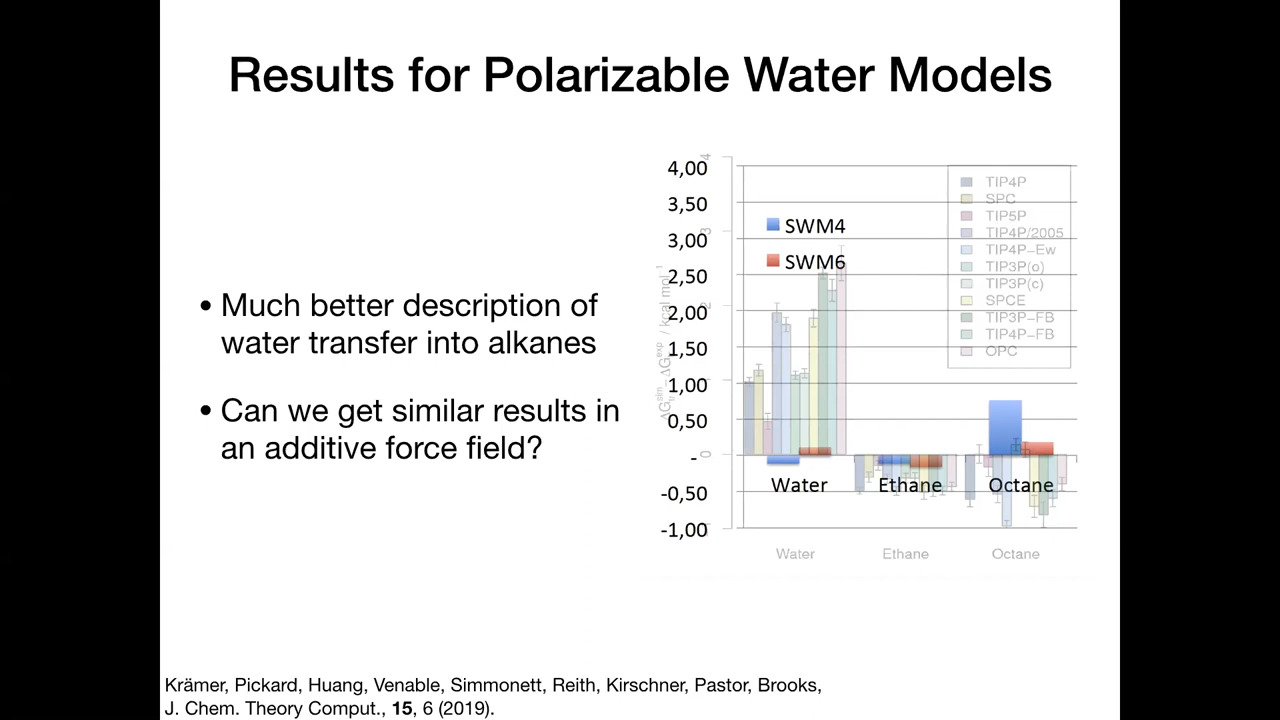 Results for Polarizable Water Models
• Much better description of
water transfer into alkanes
• Can we get similar results in
an additive force field?
4,00
3,50
3,00
2,50
2,00
1,50
1,00
0,50
-
-0,50
-1,00
SWM4
SWM6
TIP4P
SPC
TIP5P
TIP4P/2005
TIP4P-Ew
TIP3P(o)
TIP3P(c)
SPCE
TIP3P-FB
TIP4P-FB
OPC
Water Ethane Octane
Water Ethane Octane
Krämer, Pickard, Huang, Venable, Simmonett, Reith, Kirschner, Pastor, Brooks,
J. Chem. Theory Comput., 15, 6 (2019).